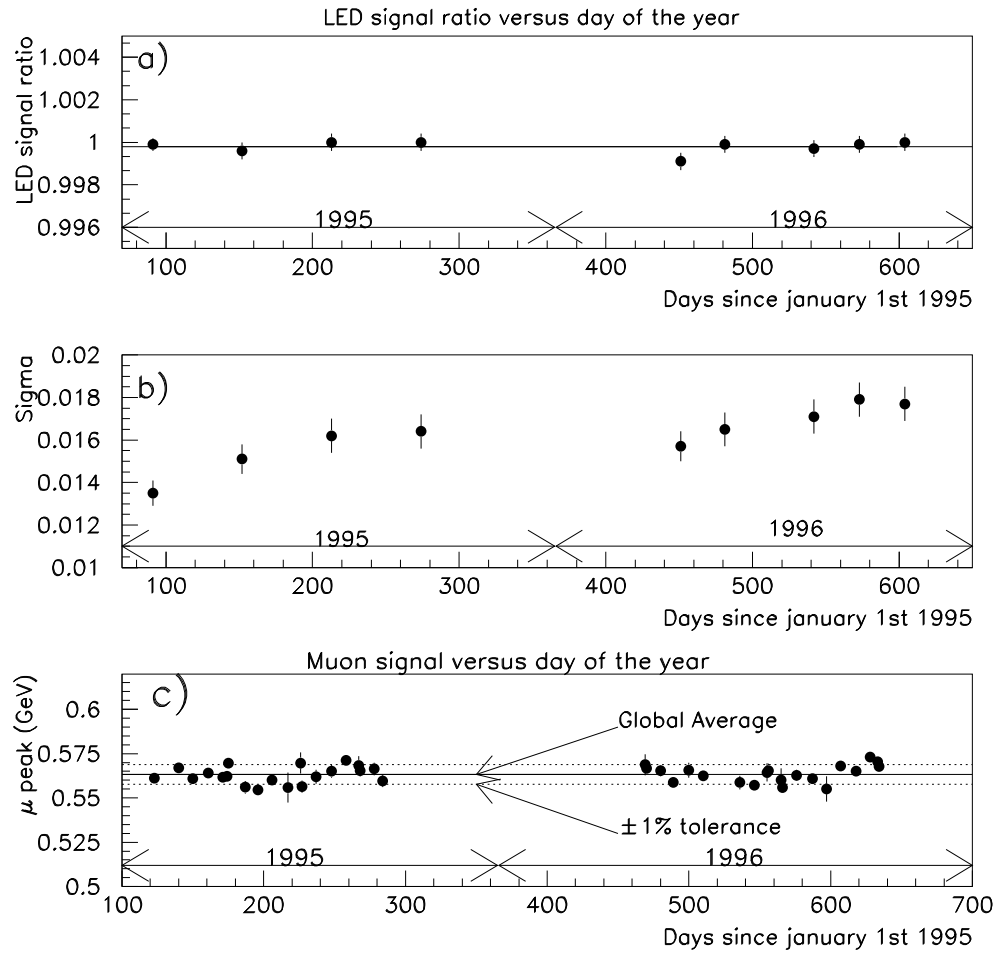 LED signal ratio versus day of the year
LED signal ratio
a)
1.004
1.002
1
0.998
0.996
1995
1996
100 200 300 400 500 600
Days since january 1st 1995
Sigma
b)
0.02
0.018
0.016
0.014
0.012
0.01
1995
1996
100 200 300 400 500 600
Days since january 1st 1995
Muon signal versus day of the year
μ peak (GeV)
c)
0.6
0.575
0.55
0.525
0.5
Global Average
±1% tolerance
1995
1996
100 200 300 400 500 600 700
Days since january 1st 1995